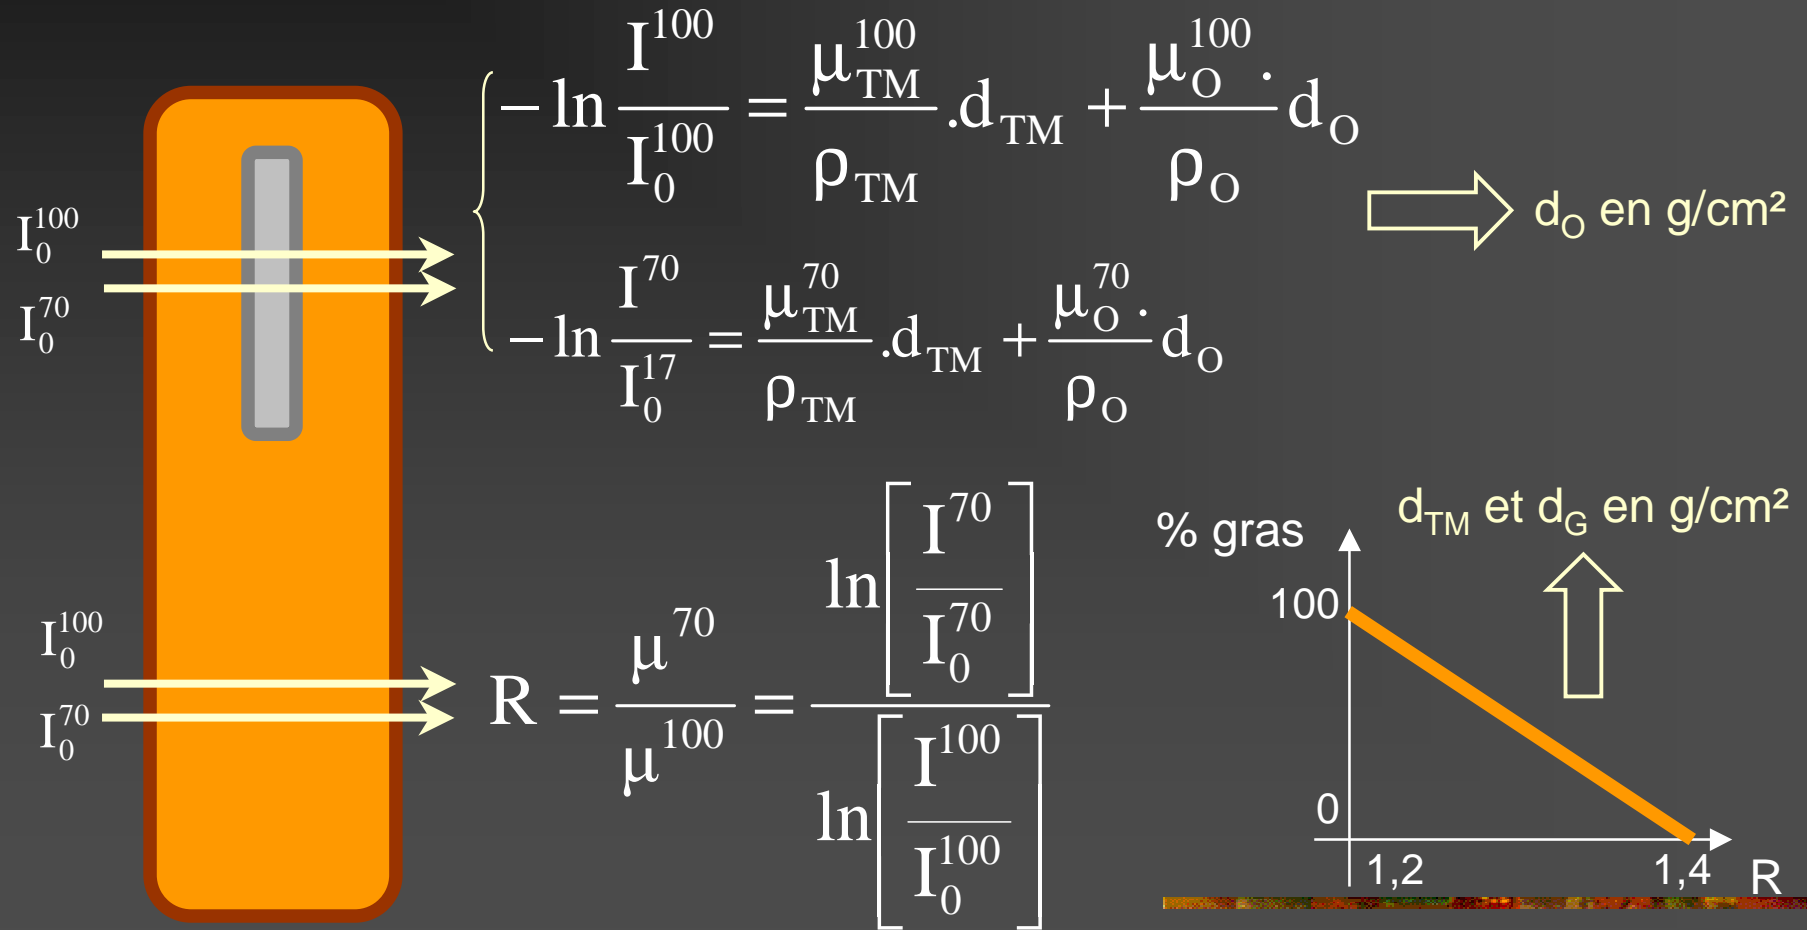 I₀¹⁰⁰
I₀⁷⁰
− ln I¹⁰⁰ / I₀¹⁰⁰ = μ_TM¹⁰⁰ / ρ_TM .d_TM + μ_O¹⁰⁰ . / ρ_O d_O
− ln I⁷⁰ / I₀¹⁷ = μ_TM⁷⁰ / ρ_TM .d_TM + μ_O⁷⁰ . / ρ_O d_O
d_O en g/cm²
I₀¹⁰⁰
I₀⁷⁰
R = μ⁷⁰ / μ¹⁰⁰ = ln[I⁷⁰ / I₀⁷⁰] / ln[I¹⁰⁰ / I₀¹⁰⁰]
d_TM et d_G en g/cm²
% gras
100
0
1,2 1,4 R